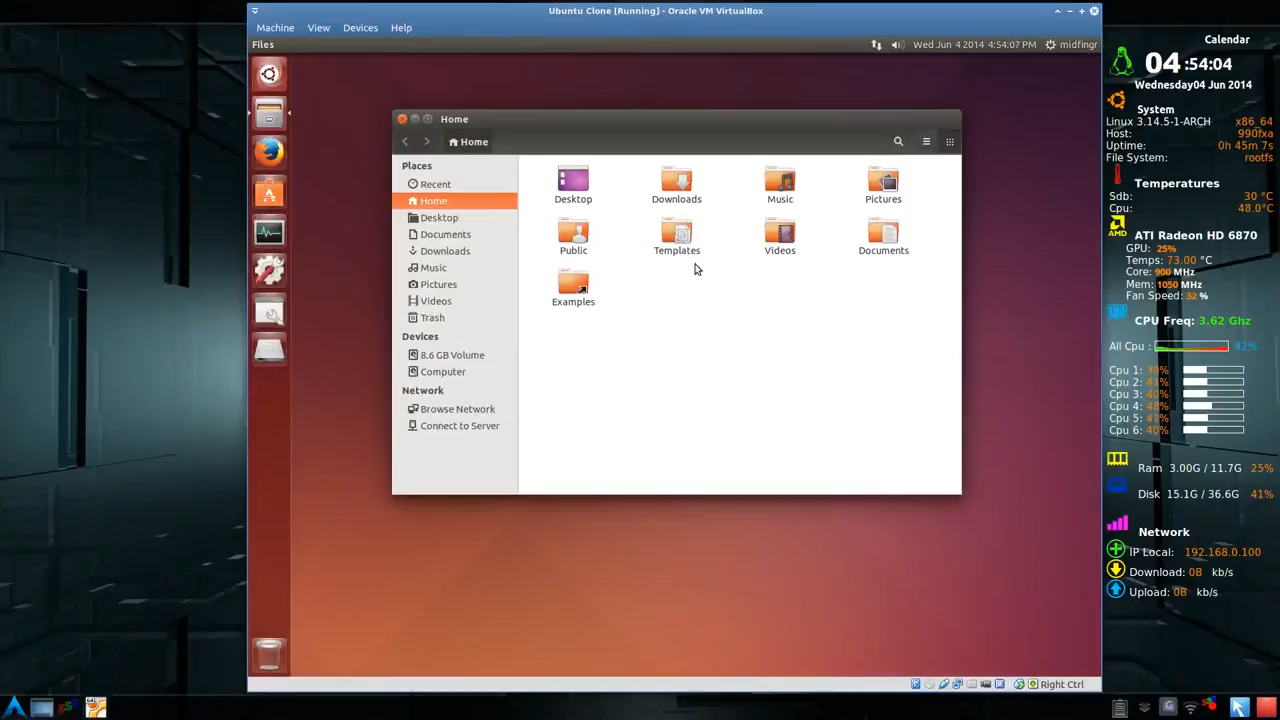 Ubuntu Clone [Running] - Oracle VM VirtualBox
Machine View Devices Help
Files
Wed Jun 4 2014 4:54:07 PM midfingr
Home
Home
Places
Recent
Home
Desktop
Documents
Downloads
Music
Pictures
Videos
Trash
Devices
8.6 GB Volume
Computer
Network
Browse Network
Connect to Server
Desktop
Downloads
Music
Pictures
Public
Templates
Videos
Documents
Examples
Right Ctrl
Calendar
04:54:04
Wednesday04 Jun 2014
System
Linux 3.14.5-1-ARCH x86_64
Host: 990fxa
Uptime: 0h 45m 7s
File System: rootfs
Temperatures
Sdb: 30 °C
Cpu: 48.0°C
AMD
ATI Radeon HD 6870
GPU: 25%
Temps: 73.00 °C
Core: 900 MHz
Mem: 1050 MHz
Fan Speed: 32 %
CPU Freq: 3.62 Ghz
All Cpu : 42%
Cpu 1:
Cpu 2:
Cpu 3: 40%
Cpu 4: 48%
Cpu 5:
Cpu 6: 40%
Ram 3.00G / 11.7G 25%
Disk 15.1G / 36.6G 41%
Network
IP Local: 192.168.0.100
Download: 0B kb/s
Upload: 0B kb/s